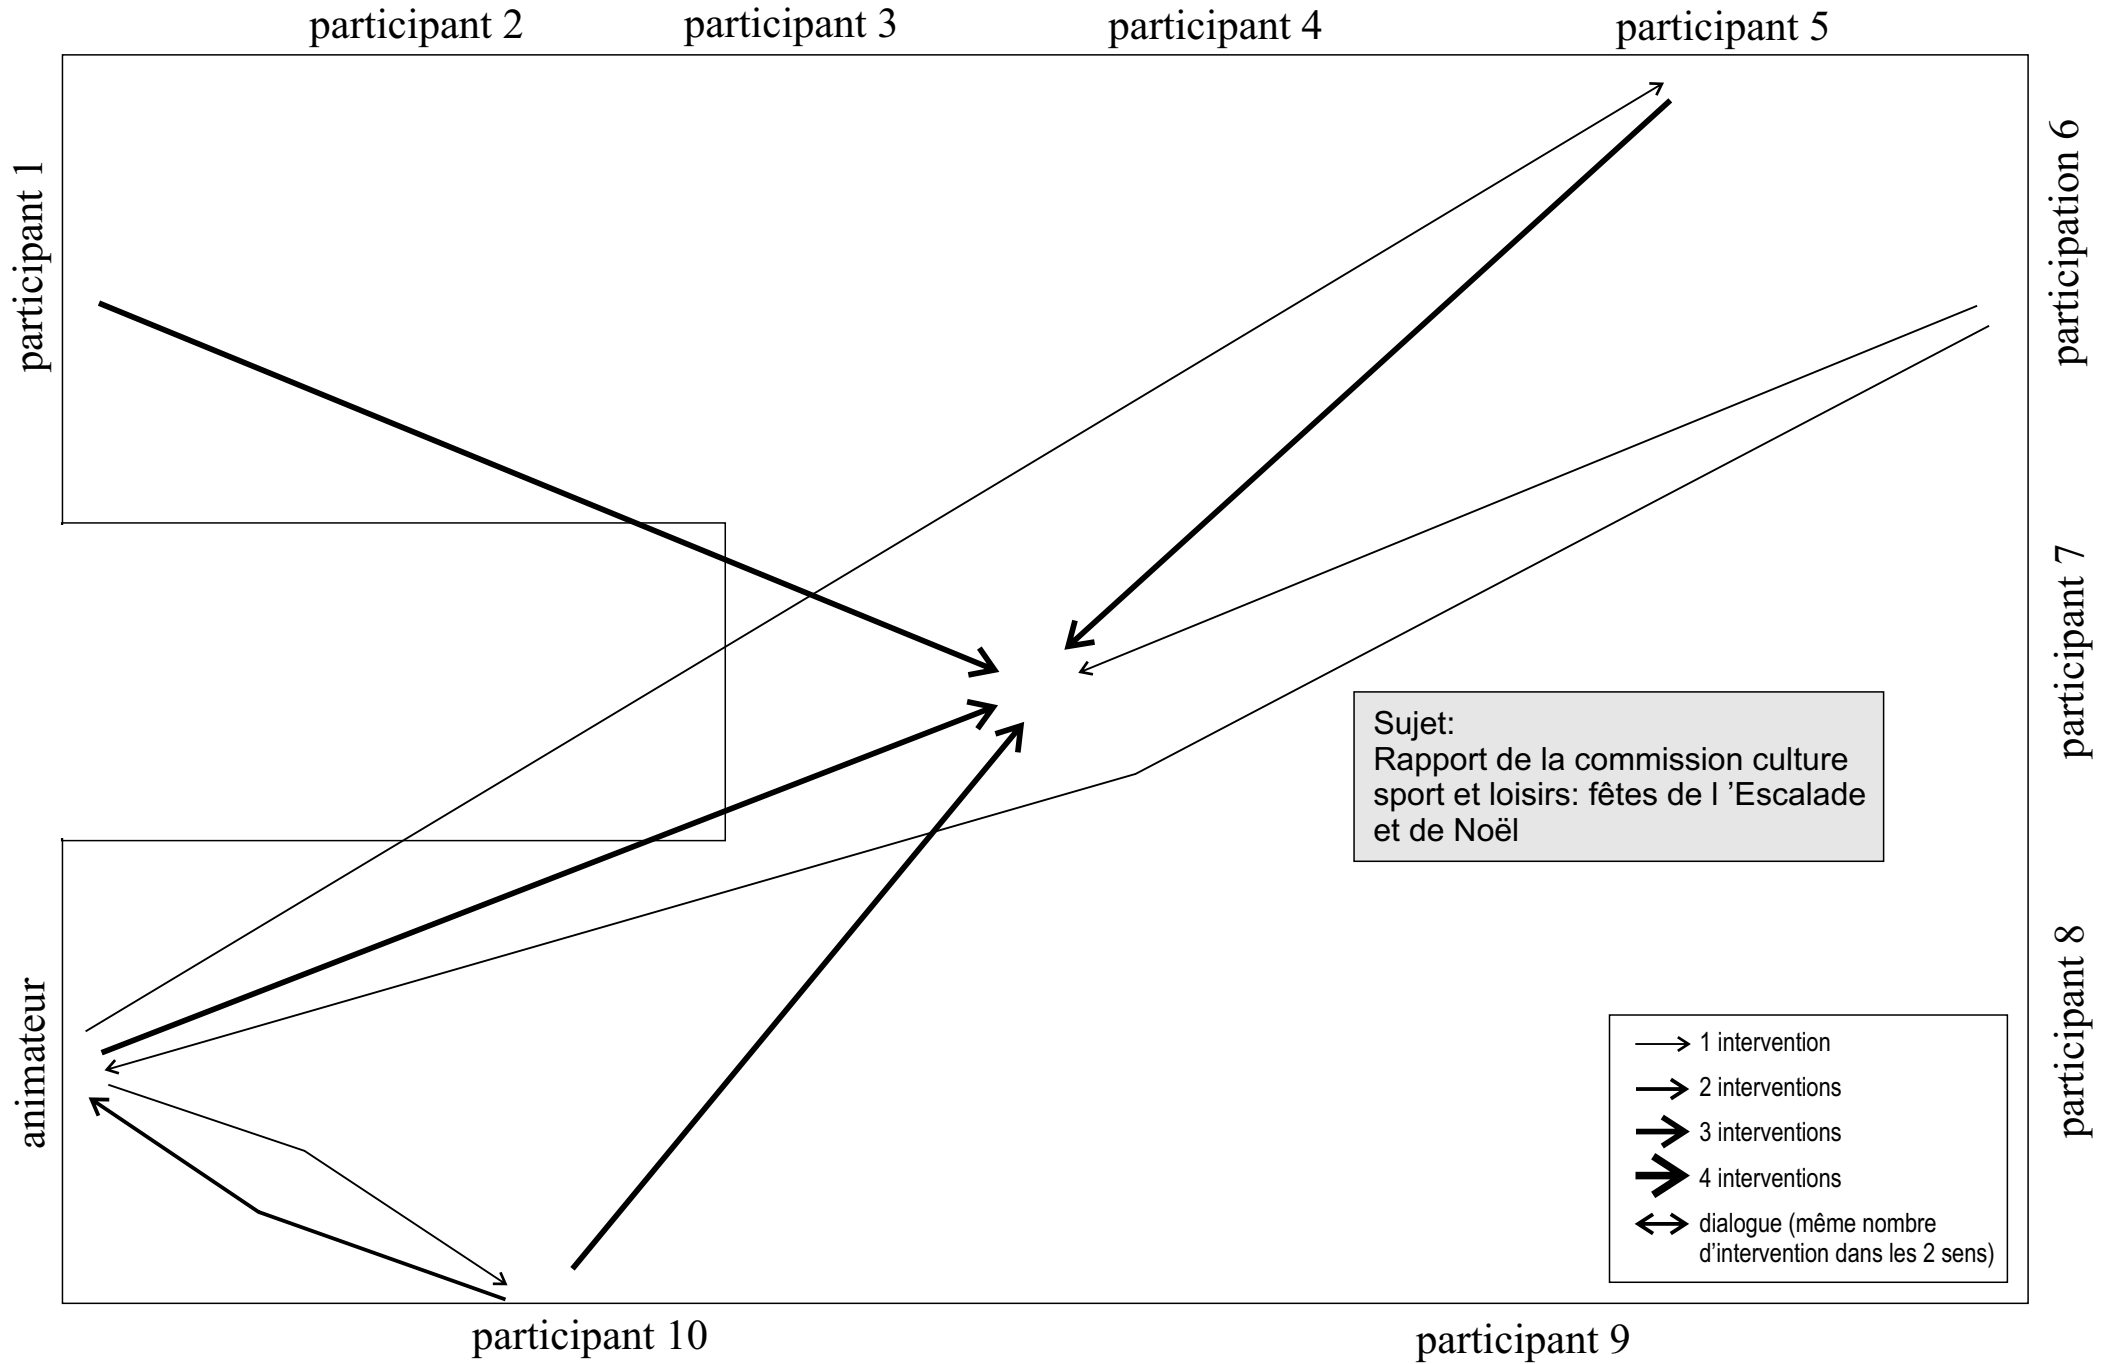 participant 2
participant 3
participant 4
participant 5
participant 1
participation 6
participant 7
Sujet:
Rapport de la commission culture
sport et loisirs: fêtes de l ’Escalade
et de Noël
animateur
participant 8
1 intervention
2 interventions
3 interventions
4 interventions
dialogue (même nombre
d’intervention dans les 2 sens)
participant 10
participant 9